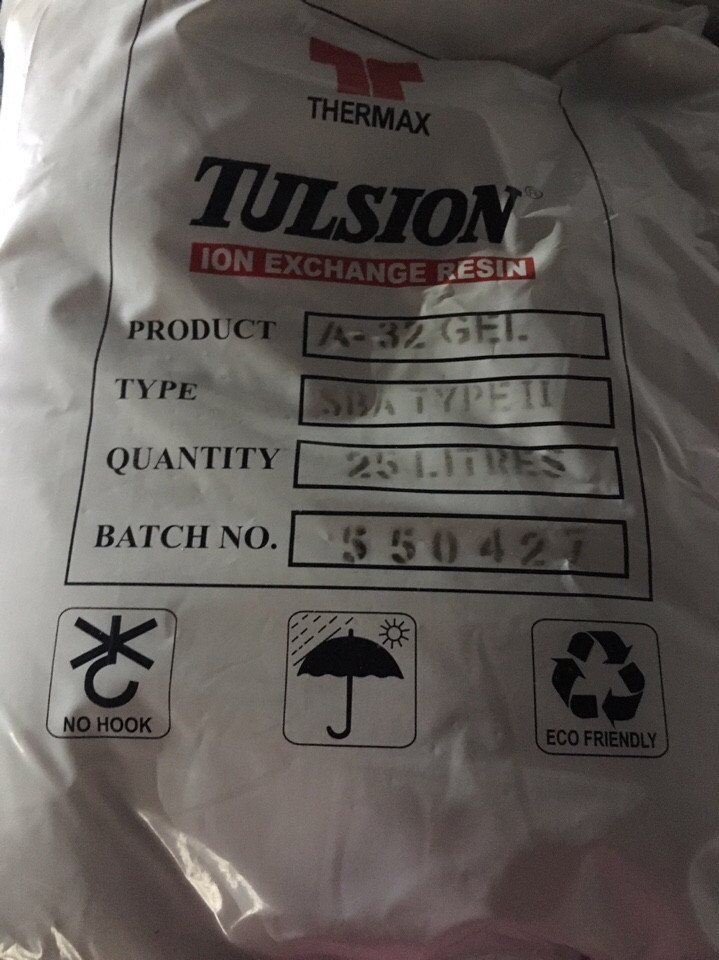 THERMAX
TULSION®
ION EXCHANGE RESIN
PRODUCT A-32 GEL
TYPE SBA TYPE II
QUANTITY 25 LITRES
BATCH NO. 550427
NO HOOK
ECO FRIENDLY